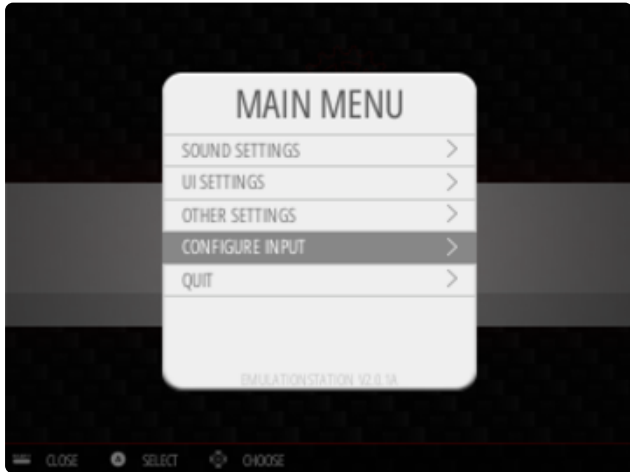 MAIN MENU
SOUND SETTINGS
UI SETTINGS
OTHER SETTINGS
CONFIGURE INPUT
QUIT
EMULATIONSTATION V2.0.1A
CLOSE SELECT CHOOSE